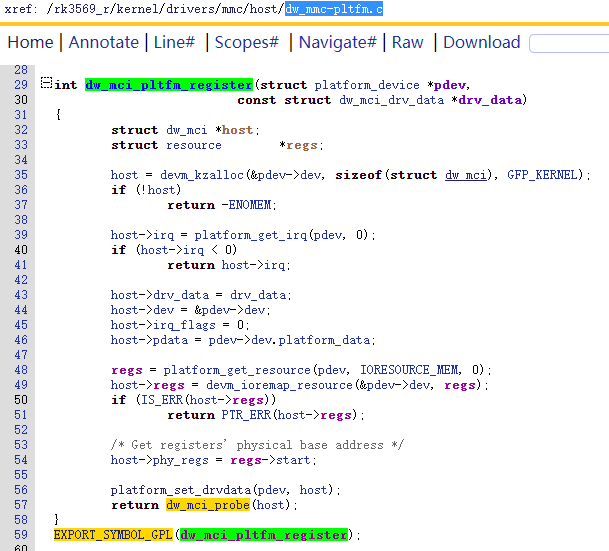 xref: /rk3569_r/kernel/drivers/mmc/host/dw_mmc-pltfm.c
Home | Annotate | Line# | Scopes# | Navigate# | Raw | Download
28
29 int dw_mci_pltfm_register(struct platform_device *pdev,
30                           const struct dw_mci_drv_data *drv_data)
31 {
32         struct dw_mci *host;
33         struct resource        *regs;
34
35         host = devm_kzalloc(&pdev->dev, sizeof(struct dw_mci), GFP_KERNEL);
36         if (!host)
37                 return -ENOMEM;
38
39         host->irq = platform_get_irq(pdev, 0);
40         if (host->irq < 0)
41                 return host->irq;
42
43         host->drv_data = drv_data;
44         host->dev = &pdev->dev;
45         host->irq_flags = 0;
46         host->pdata = pdev->dev.platform_data;
47
48         regs = platform_get_resource(pdev, IORESOURCE_MEM, 0);
49         host->regs = devm_ioremap_resource(&pdev->dev, regs);
50         if (IS_ERR(host->regs))
51                 return PTR_ERR(host->regs);
52
53         /* Get registers' physical base address */
54         host->phy_regs = regs->start;
55
56         platform_set_drvdata(pdev, host);
57         return dw_mci_probe(host);
58 }
59 EXPORT_SYMBOL_GPL(dw_mci_pltfm_register);
60